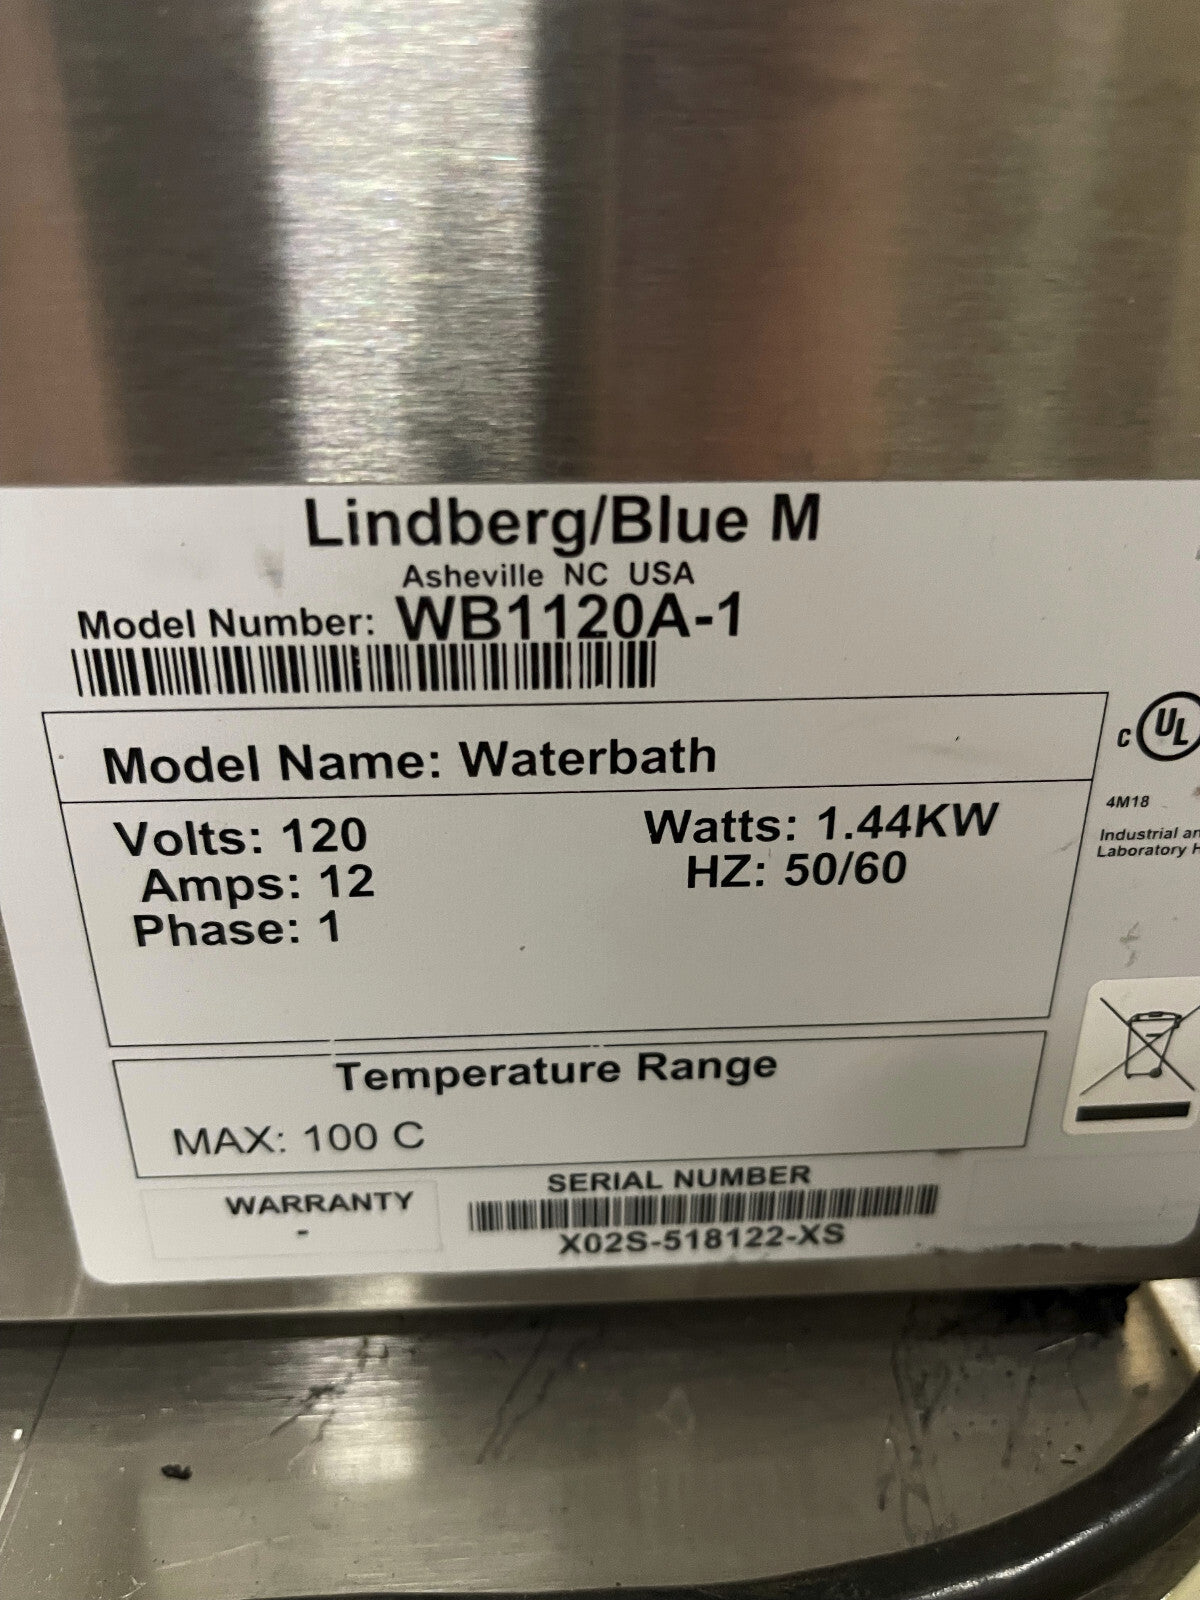 Lindberg/Blue M
Asheville NC USA
Model Number: WB1120A-1
Model Name: Waterbath
Volts: 120
Watts: 1.44KW
Amps: 12
HZ: 50/60
Phase: 1
Temperature Range
MAX: 100 C
WARRANTY
-
SERIAL NUMBER
X02S-518122-XS
C UL
4M18
Industrial an
Laboratory H